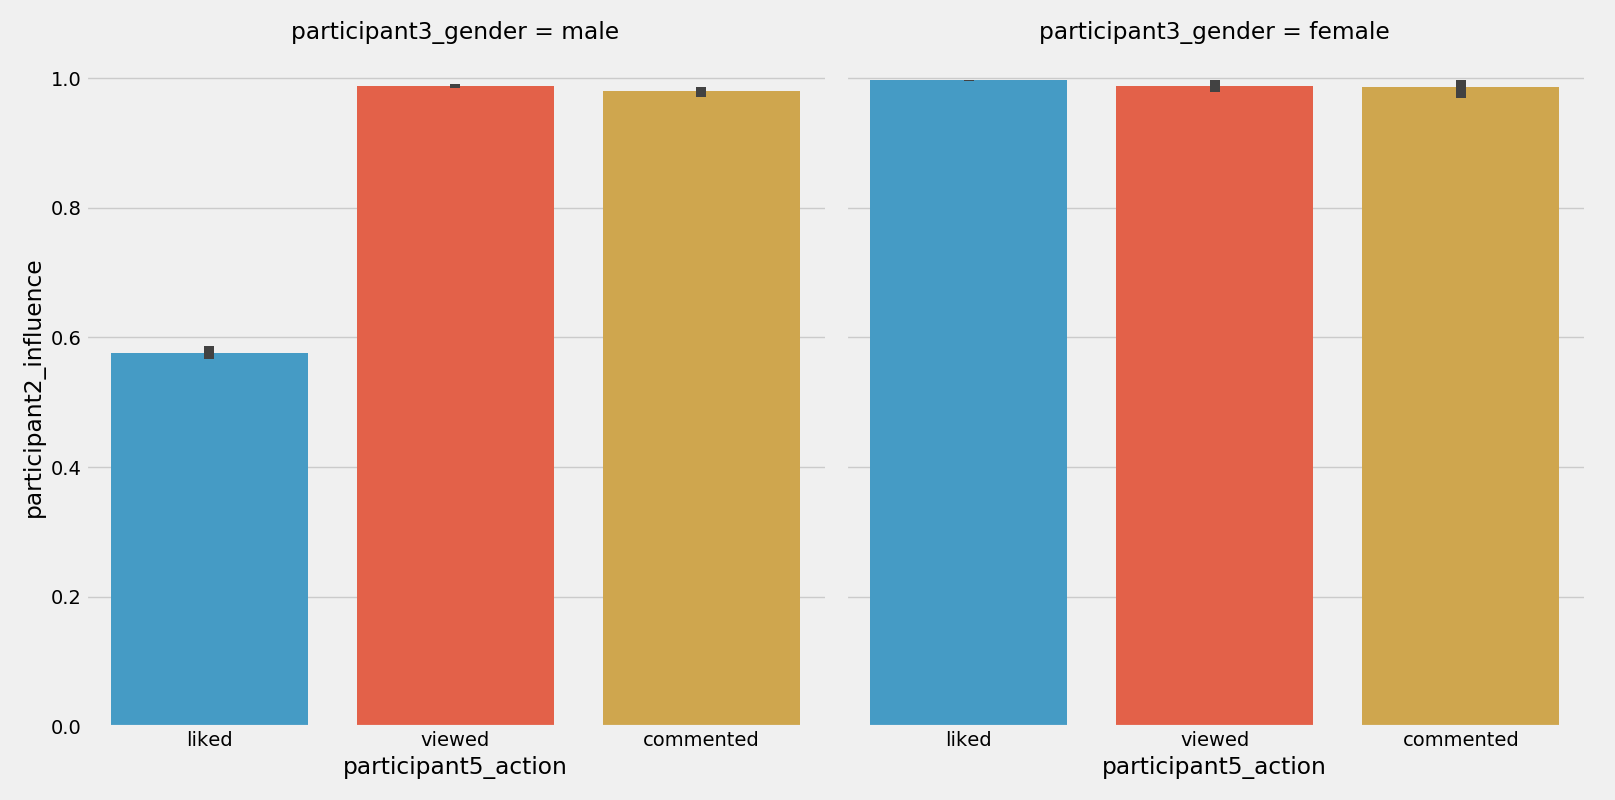 participant3_gender = male
participant3_gender = female
participant2_influence
1.0
0.8
0.6
0.4
0.2
0.0
liked viewed commented
liked viewed commented
participant5_action
participant5_action